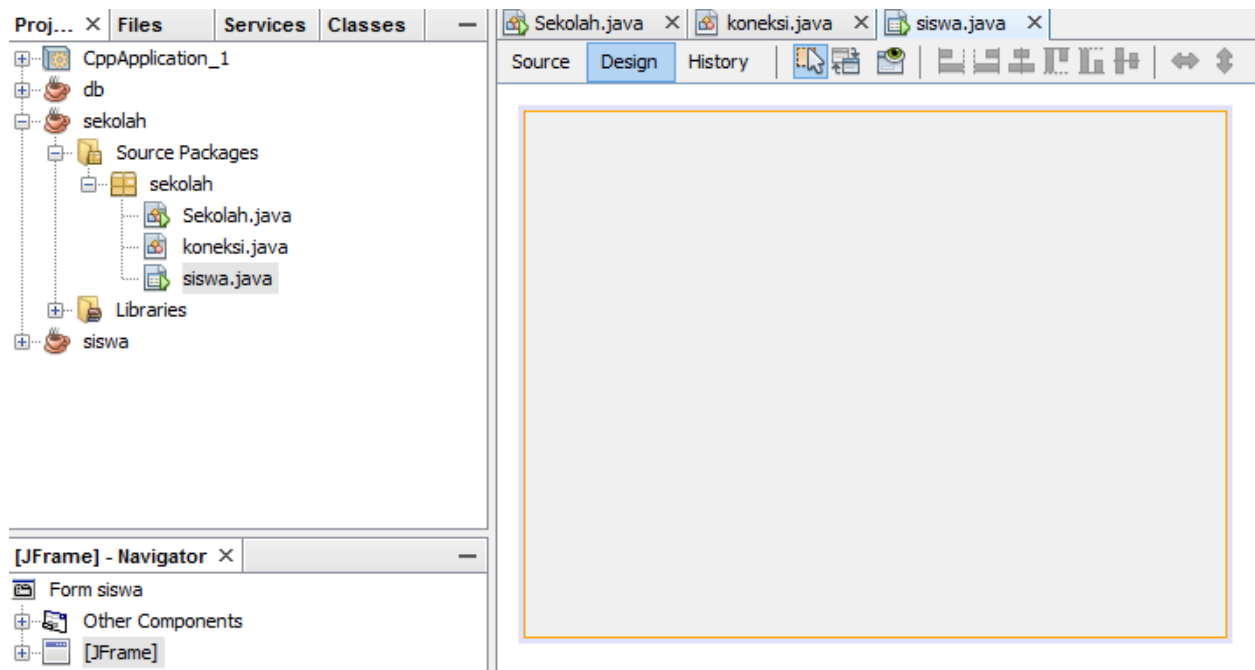 Proj... Files Services Classes
CppApplication_1
db
sekolah
Source Packages
sekolah
Sekolah.java
koneksi.java
siswa.java
Libraries
siswa
[JFrame] - Navigator
Form siswa
Other Components
[JFrame]
Sekolah.java koneksi.java siswa.java
Source Design History